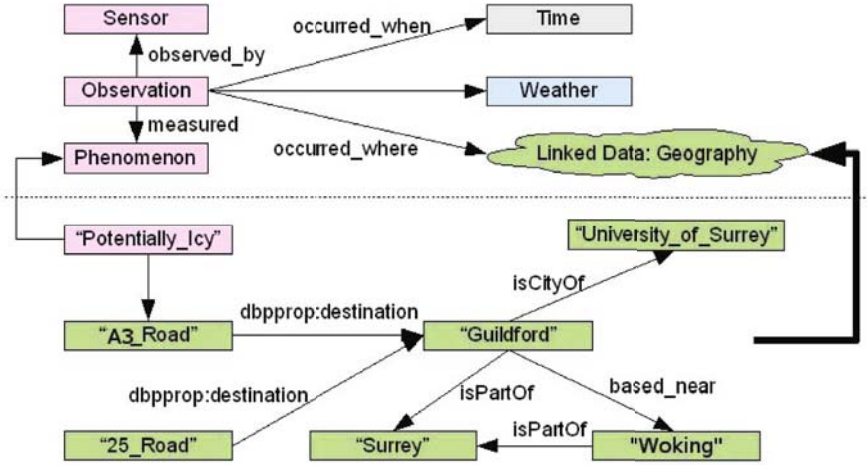 Sensor
occurred_when
Time
observed_by
Observation
Weather
measured
occurred_where
Phenomenon
Linked Data: Geography
"Potentially_Icy"
"University_of_Surrey"
isCityOf
dbpprop:destination
"A3_Road"
"Guildford"
dbpprop:destination
isPartOf
based_near
"25_Road"
"Surrey"
isPartOf
"Woking"